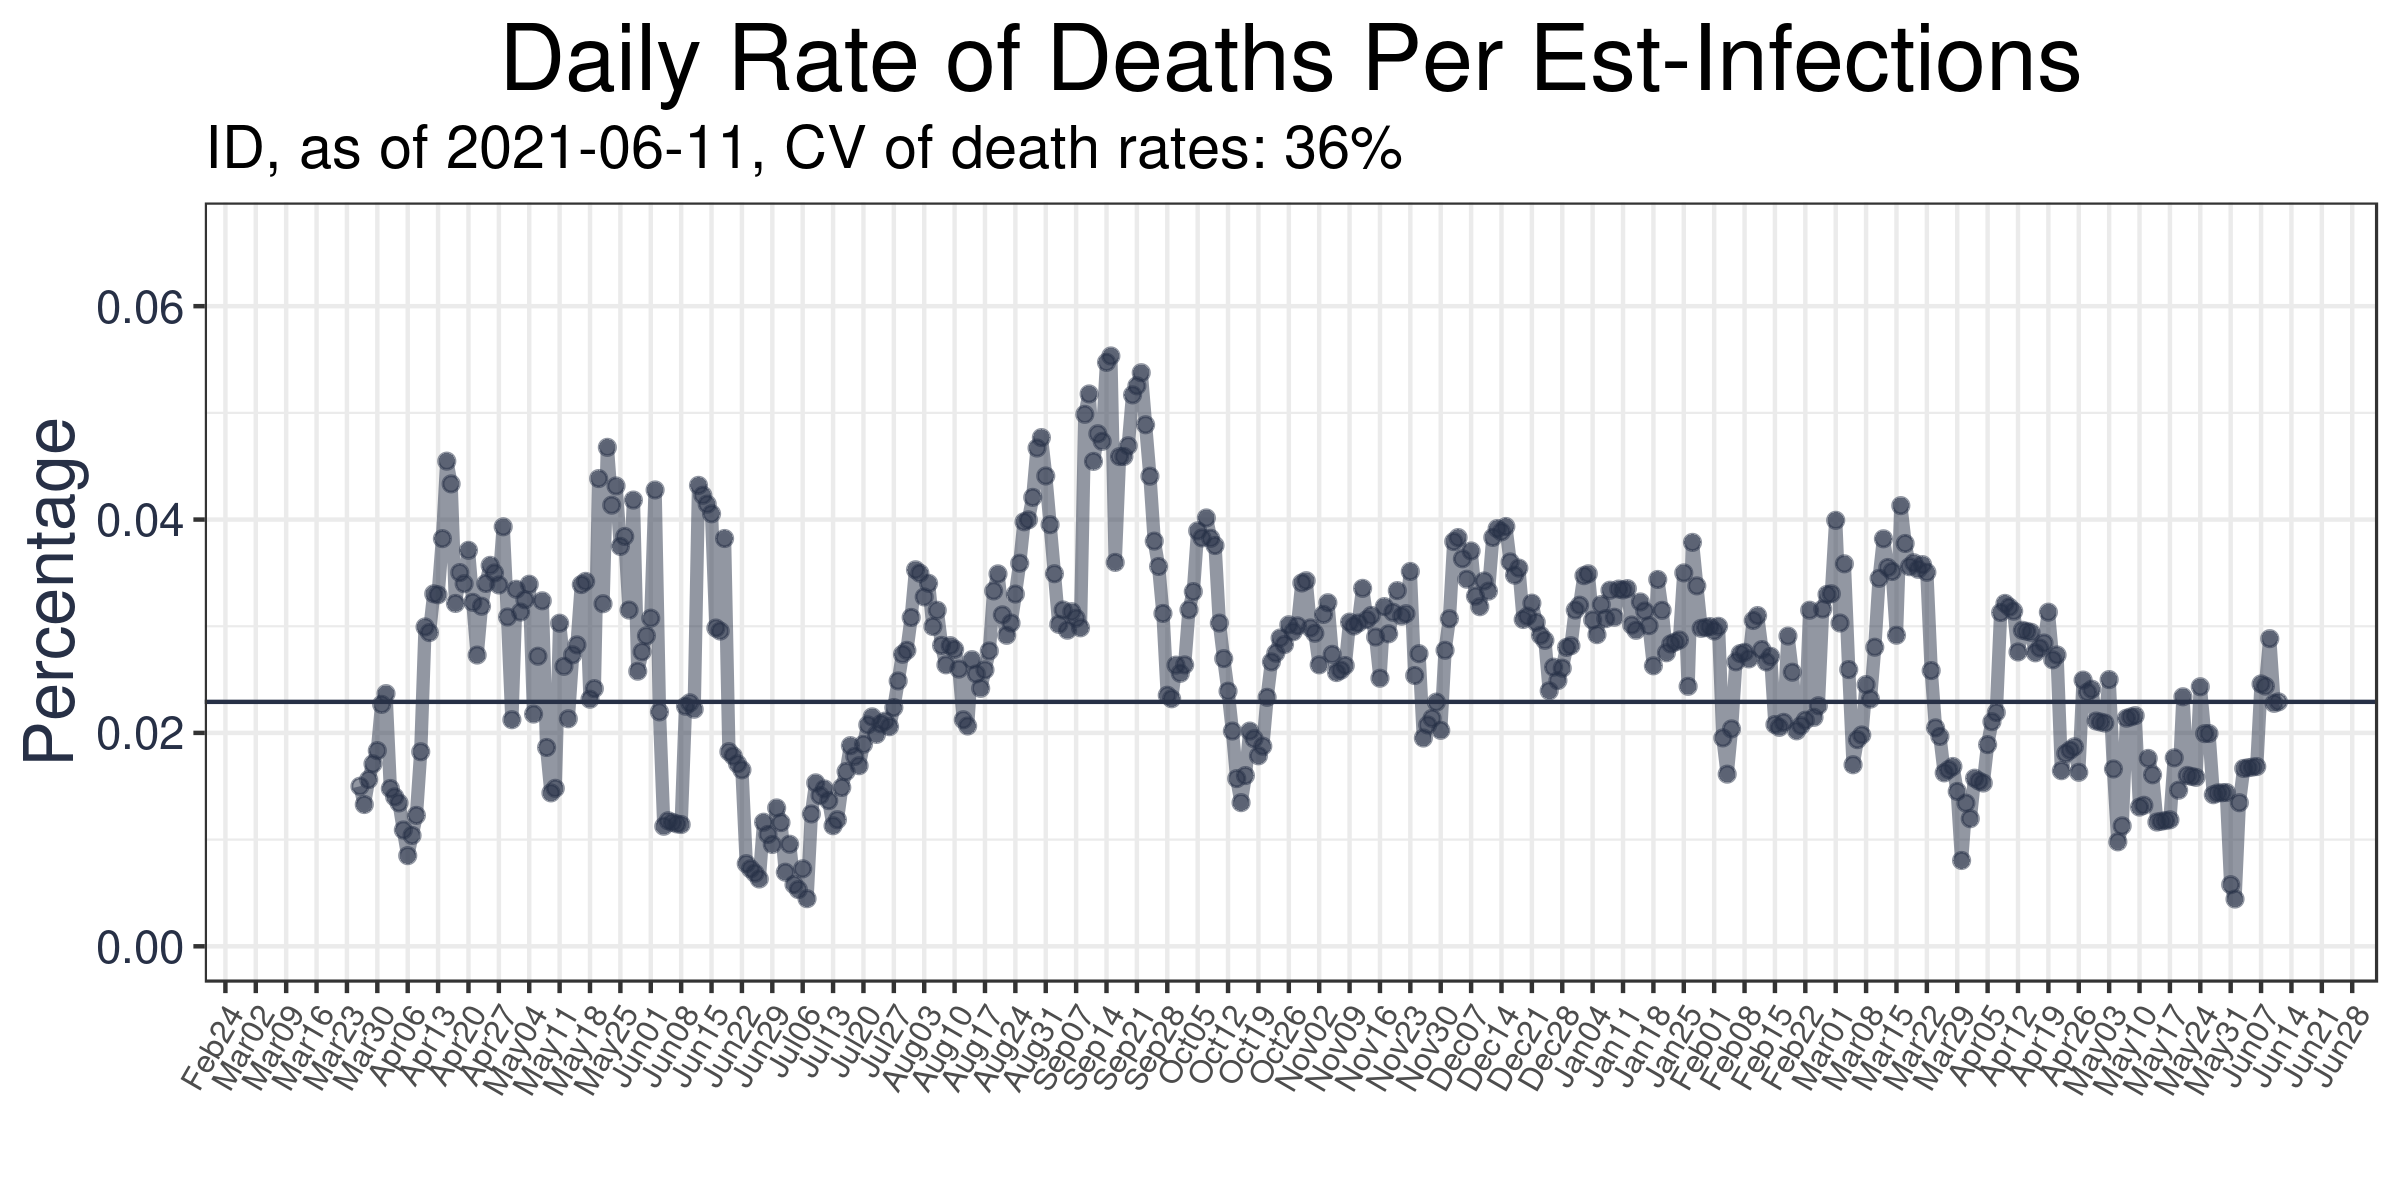 Daily Rate of Deaths Per Est-Infections
ID, as of 2021-06-11, CV of death rates: 36%
Percentage
0.06
0.04
0.02
0.00
Feb24
Mar02
Mar09
Mar16
Mar23
Mar30
Apr06
Apr13
Apr20
Apr27
May04
May11
May18
May25
Jun01
Jun08
Jun15
Jun22
Jun29
Jul06
Jul13
Jul20
Jul27
Aug03
Aug10
Aug17
Aug24
Aug31
Sep07
Sep14
Sep21
Sep28
Oct05
Oct12
Oct19
Oct26
Nov02
Nov09
Nov16
Nov23
Nov30
Dec07
Dec14
Dec21
Dec28
Jan04
Jan11
Jan18
Jan25
Feb01
Feb08
Feb15
Feb22
Mar01
Mar08
Mar15
Mar22
Mar29
Apr05
Apr12
Apr19
Apr26
May03
May10
May17
May24
May31
Jun07
Jun14
Jun21
Jun28